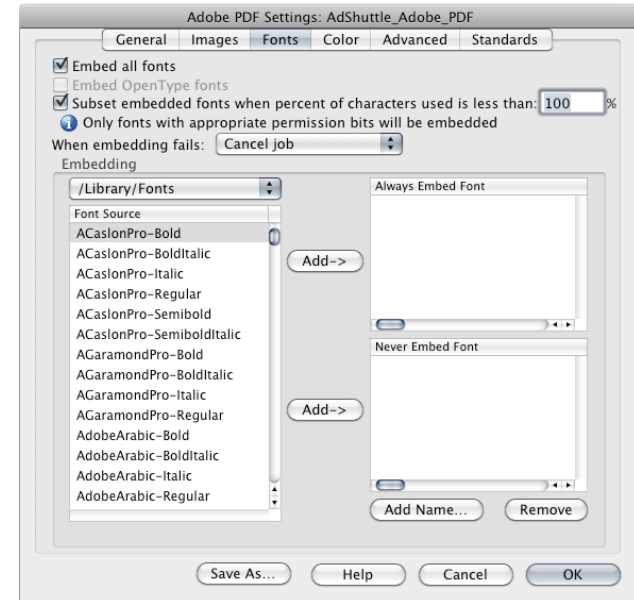 Adobe PDF Settings: AdShuttle_Adobe_PDF
General Images Fonts Color Advanced Standards
Embed all fonts
Embed OpenType fonts
Subset embedded fonts when percent of characters used is less than: 100 %
Only fonts with appropriate permission bits will be embedded
When embedding fails: Cancel job
Embedding
/Library/Fonts
Font Source
ACaslonPro-Bold
ACaslonPro-BoldItalic
ACaslonPro-Italic
ACaslonPro-Regular
ACaslonPro-Semibold
ACaslonPro-SemiboldItalic
AGaramondPro-Bold
AGaramondPro-BoldItalic
AGaramondPro-Italic
AGaramondPro-Regular
AdobeArabic-Bold
AdobeArabic-BoldItalic
AdobeArabic-Italic
AdobeArabic-Regular
Add->
Add->
Always Embed Font
Never Embed Font
Add Name... Remove
Save As... Help Cancel OK